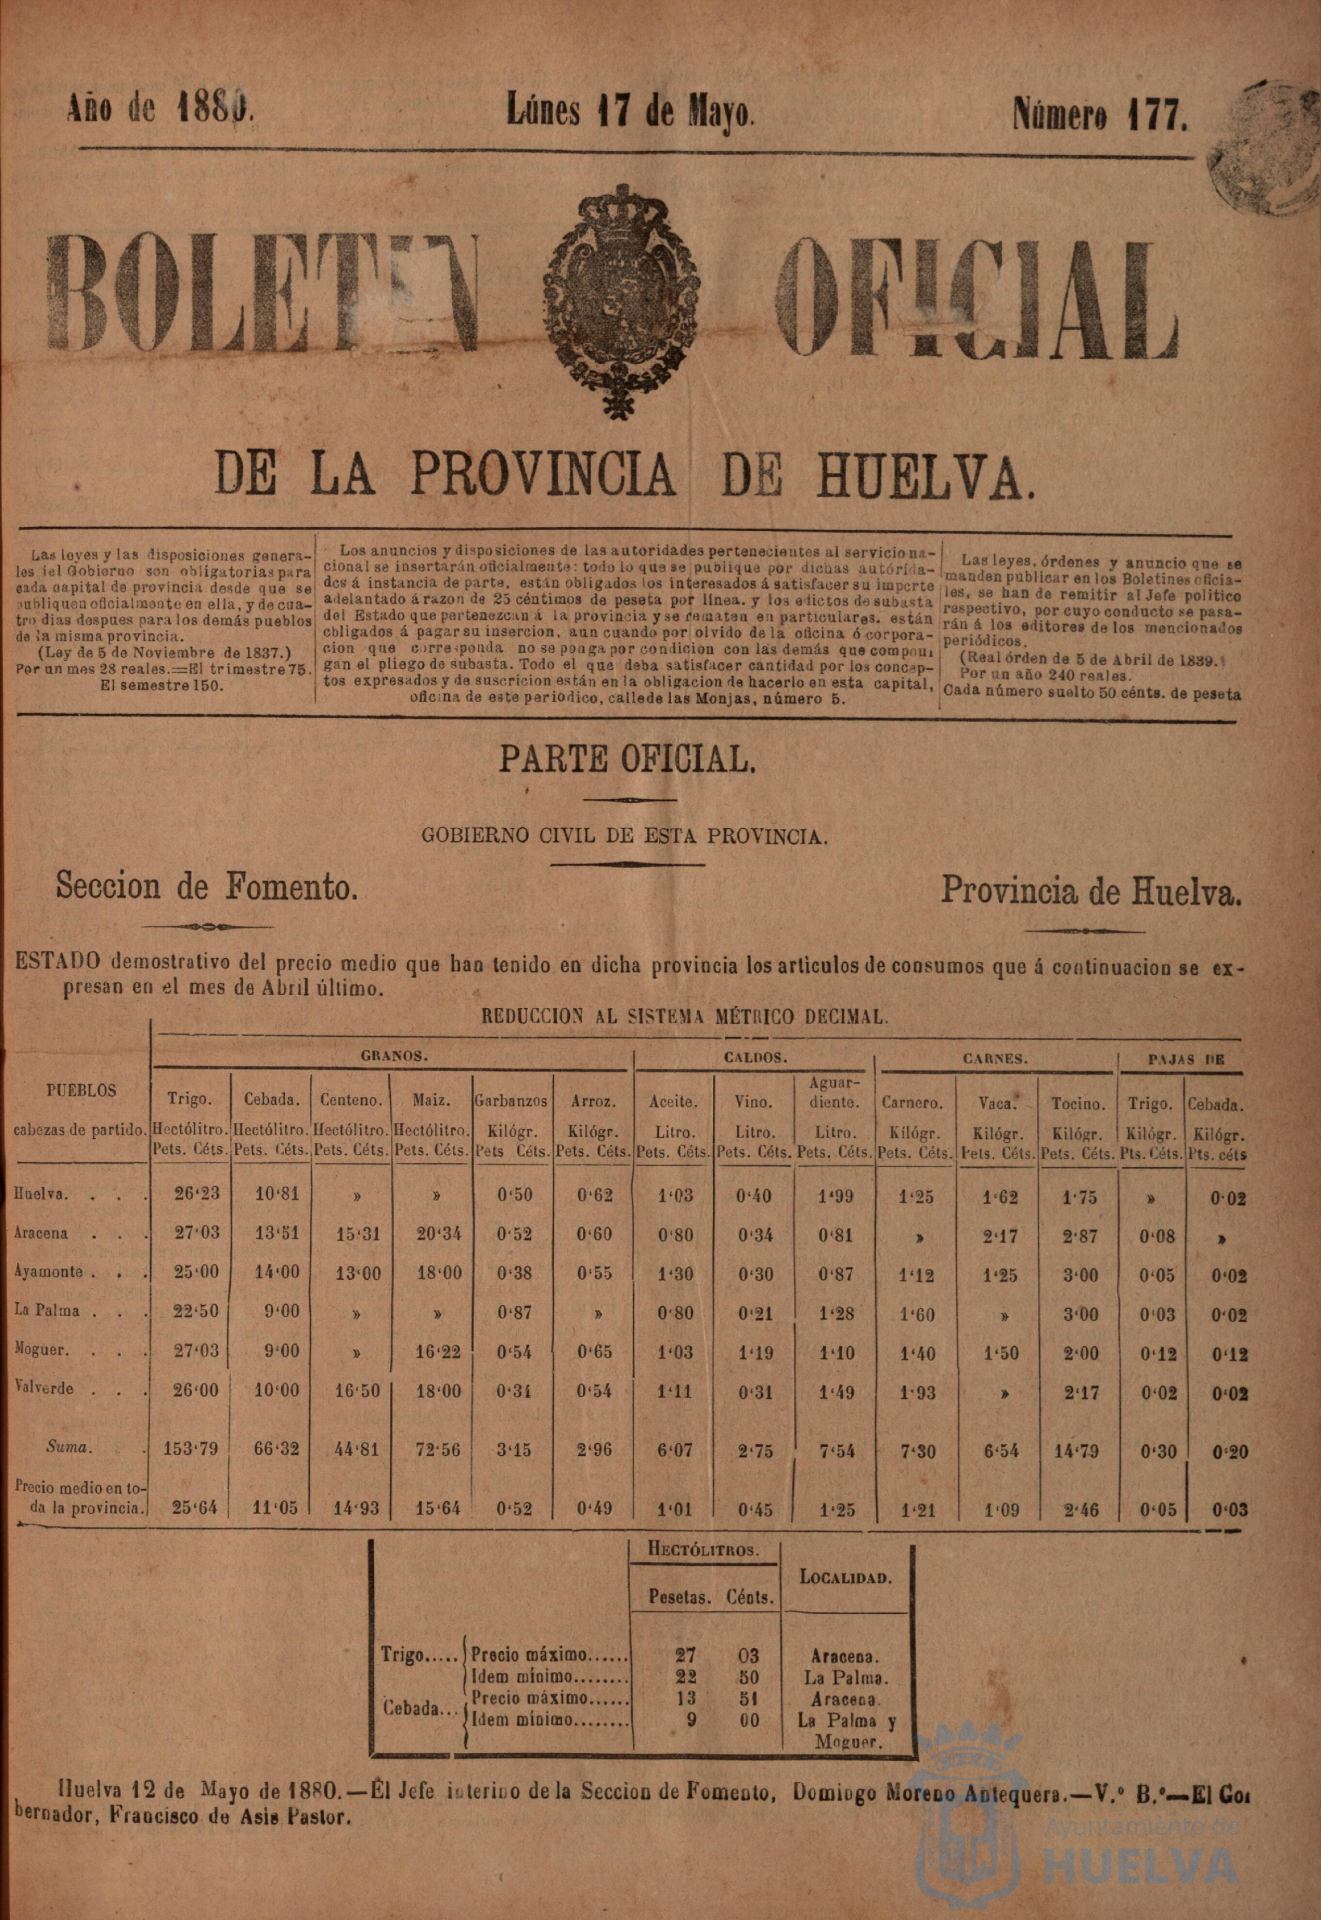 Año de 1880. Lúnes 17 de Mayo. Número 177.
BOLETIN OFICIAL
DE LA PROVINCIA DE HUELVA.
Las leyes y las disposiciones genera-
les del Gobierno son obligatorias para
cada capital de provincia desde que se
publiquen oficialmente en ella, y de cua-
tro dias despues para los demás pueblos
de la misma provincia.
(Ley de 5 de Noviembre de 1837.)
Por un mes 28 reales.=El trimestre 75.
El semestre 150.
Los anuncios y disposiciones de las autoridades pertenecientes al servicio na-
cional se insertarán oficialmente: todo lo que se publique por dichas autorida-
des á instancia de parte, están obligados los interesados á satisfacer su importe
adelantado á razon de 25 céntimos de peseta por línea. y los edictos de subasta
del Estado que pertenezcan á la provincia y se rematen en particulares, están
obligados á pagar su insercion, aun cuando por olvido de la oficina ó corpora-
cion que corresponda no se ponga por condicion con las demás que compon
gan el pliego de subasta. Todo el que deba satisfacer cantidad por los concep-
tos expresados y de suscricion están en la obligacion de hacerlo en esta capital,
oficina de este periodico, calle de las Monjas, número 5.
Las leyes, órdenes y anuncio que se
manden publicar en los Boletines oficia-
les, se han de remitir al Jefe político
respectivo, por cuyo conducto se pasa-
rán á los editores de los mencionados
periódicos.
(Real órden de 5 de Abril de 1839.
Por un año 240 reales.
Cada número suelto 50 cénts. de peseta
PARTE OFICIAL.
GOBIERNO CIVIL DE ESTA PROVINCIA.
Seccion de Fomento. Provincia de Huelva.
ESTADO demostrativo del precio medio que han tenido en dicha provincia los articulos de consumos que á continuacion se ex-
presan en el mes de Abril último.
REDUCCION AL SISTEMA MÉTRICO DECIMAL.
GRANOS. CALDOS. CARNES. PAJAS DE
PUEBLOS Trigo. Cebada. Centeno. Maiz. Garbanzos Arroz. Aceite. Vino. Aguar- Carnero. Vaca. Tocino. Trigo. Cebada.
diente.
cabezas de partido. Hectólitro. Hectólitro. Hectólitro. Hectólitro. Kilógr. Kilógr. Litro. Litro. Litro. Kilógr. Kilógr. Kilógr. Kilógr. Kilógr.
Pets. Céts. Pets. Céts. Pets. Céts. Pets. Céts. Pets Céts. Pets. Céts. Pets. Céts. Pets. Céts. Pets. Céts. Pets. Céts. Pets. Céts. Pets. Céts. Pts. Céts. Pts. céts
Huelva. . . . 26‘23 10‘81 » » 0‘50 0‘62 1‘03 0‘40 1‘99 1‘25 1‘62 1‘75 » 0‘02
Aracena . . . 27‘03 13‘51 15‘31 20‘34 0‘52 0‘60 0‘80 0‘34 0‘81 » 2‘17 2‘87 0‘08 »
Ayamonte . . . 25‘00 14‘00 13‘00 18‘00 0‘38 0‘55 1‘30 0‘30 0‘87 1‘12 1‘25 3‘00 0‘05 0‘02
La Palma . . . 22‘50 9‘00 » » 0‘87 » 0‘80 0‘21 1‘28 1‘60 » 3‘00 0‘03 0‘02
Moguer. . . . 27‘03 9‘00 » 16‘22 0‘54 0‘65 1‘03 1‘19 1‘10 1‘40 1‘50 2‘00 0‘12 0‘12
Valverde . . . 26‘00 10‘00 16‘50 18‘00 0‘34 0‘54 1‘11 0‘31 1‘49 1‘93 » 2‘17 0‘02 0‘02
Suma. . . 153‘79 66‘32 44‘81 72‘56 3‘15 2‘96 6‘07 2‘75 7‘54 7‘30 6‘54 14‘79 0‘30 0‘20
Precio medio en to-
da la provincia. 25‘64 11‘05 14‘93 15‘64 0‘52 0‘49 1‘01 0‘45 1‘25 1‘21 1‘09 2‘46 0‘05 0‘03
HECTÓLITROS. LOCALIDAD.
Pesetas. Cénts.
Trigo..... Precio máximo...... 27 03 Aracena.
Idem mínimo........ 22 50 La Palma.
Cebada... Precio máximo...... 13 51 Aracena.
Idem mínimo........ 9 00 La Palma y
Moguer.
Huelva 12 de Mayo de 1880.—El Jefe interino de la Seccion de Fomento, Domingo Moreno Antequera.—V.º B.º—El Go
bernador, Francisco de Asis Pastor.
Ayuntamiento de
HUELVA